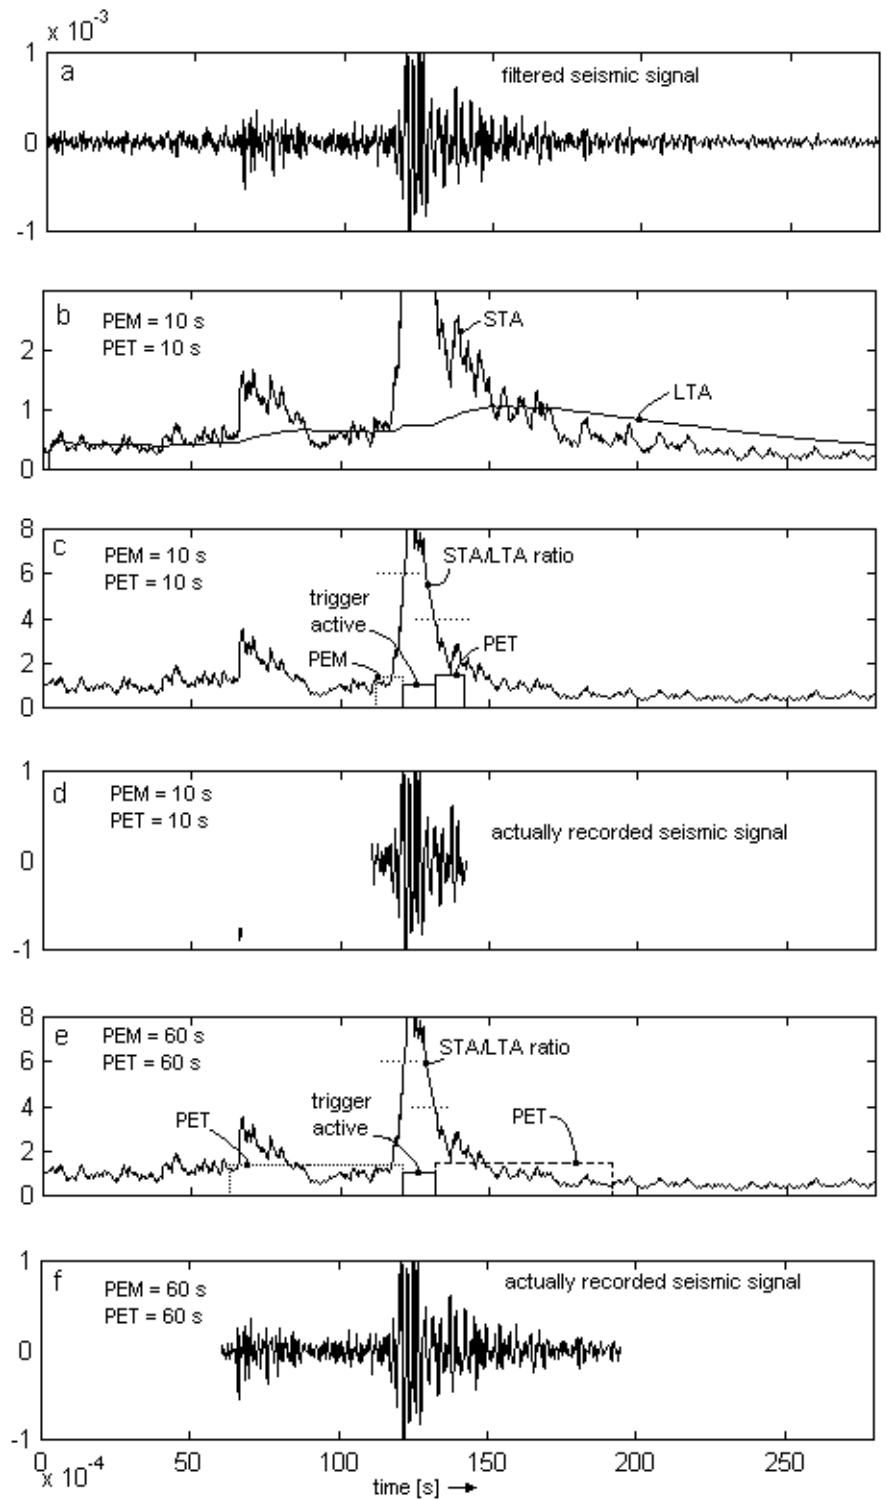 x 10-3
1
a
filtered seismic signal
0
-1
b
PEM = 10 s
PET = 10 s
STA
LTA
2
1
0
8
c
PEM = 10 s
PET = 10 s
STA/LTA ratio
6
trigger
active
4
PEM
PET
2
0
1
d
PEM = 10 s
PET = 10 s
actually recorded seismic signal
0
-1
8
e
PEM = 60 s
PET = 60 s
STA/LTA ratio
6
trigger
active
4
PET
PET
2
0
1
f
PEM = 60 s
PET = 60 s
actually recorded seismic signal
0
-1
0 50 100 150 200 250
x 10-4
time [s]